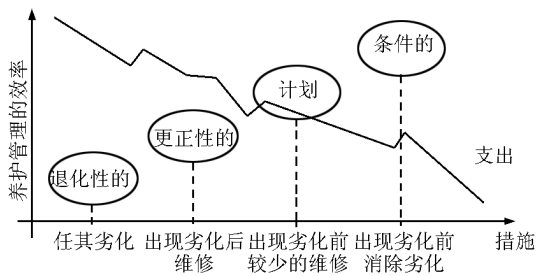 养护管理的效率
条件的
计划
更正性的
退化性的
支出
任其劣化
出现劣化后
维修
出现劣化前
较少的维修
出现劣化前
消除劣化
措施